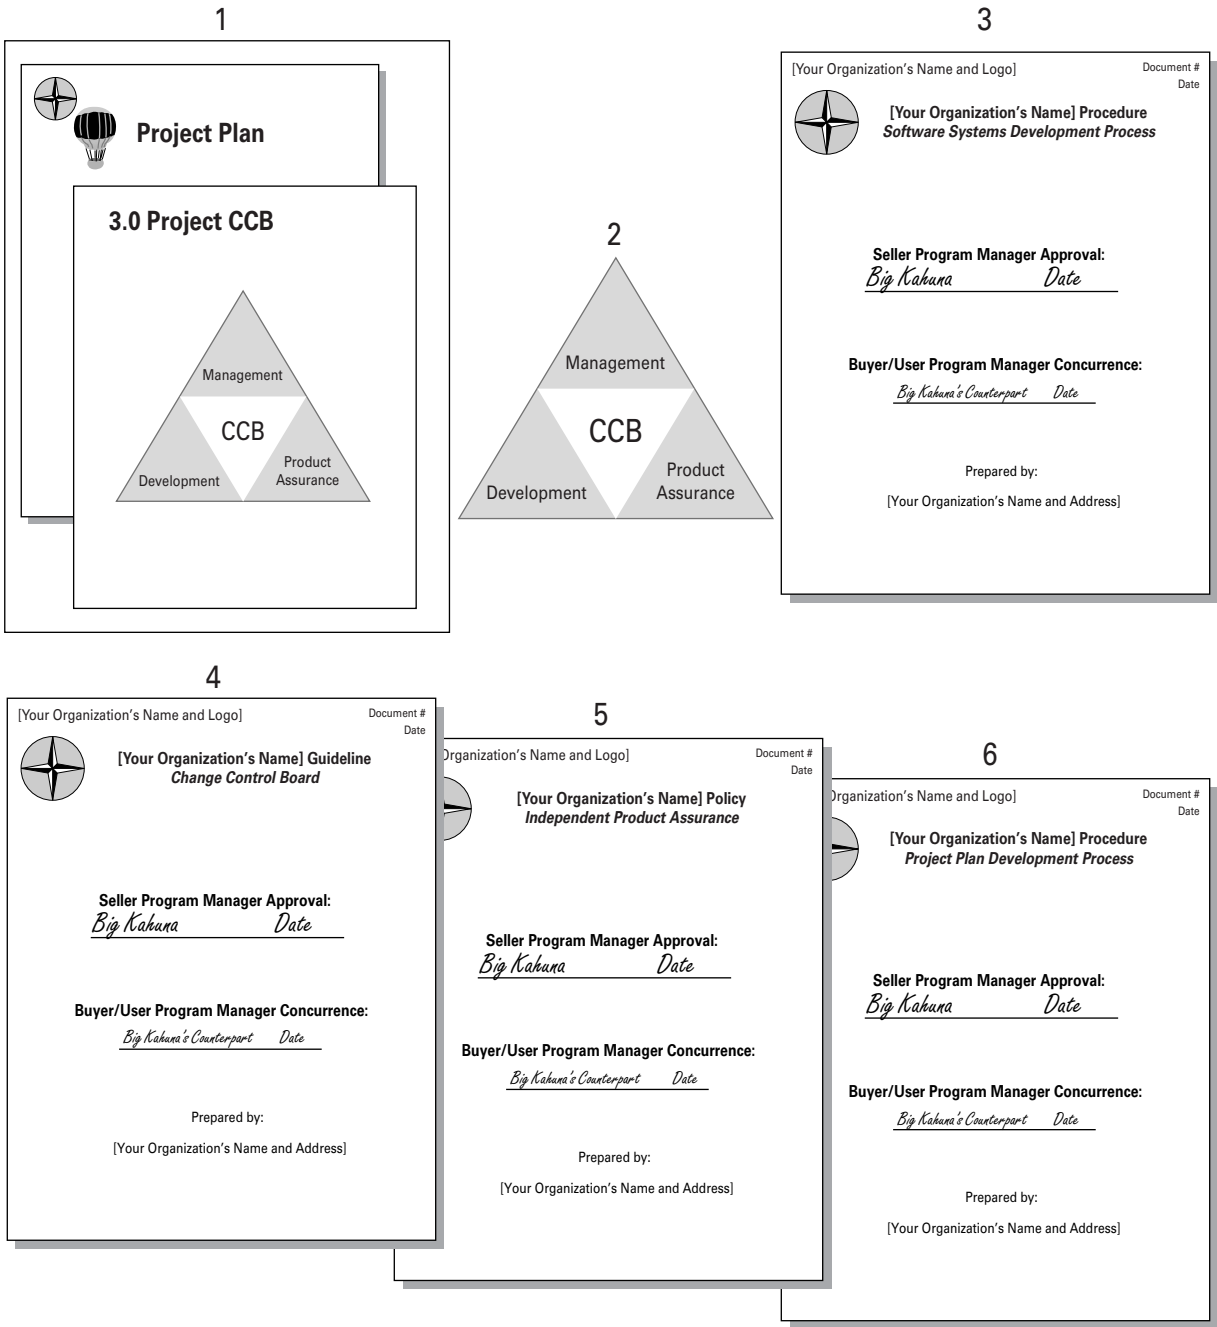 1
Project Plan
3.0 Project CCB
Management
CCB
Development
Product
Assurance
2
Management
CCB
Development
Product
Assurance
3
[Your Organization's Name and Logo]
Document #
Date
[Your Organization's Name] Procedure
Software Systems Development Process
Seller Program Manager Approval:
Big Kahuna Date
Buyer/User Program Manager Concurrence:
Big Kahuna's Counterpart Date
Prepared by:
[Your Organization's Name and Address]
4
[Your Organization's Name and Logo]
Document #
Date
[Your Organization's Name] Guideline
Change Control Board
Seller Program Manager Approval:
Big Kahuna Date
Buyer/User Program Manager Concurrence:
Big Kahuna's Counterpart Date
Prepared by:
[Your Organization's Name and Address]
5
Organization's Name and Logo]
Document #
Date
[Your Organization's Name] Policy
Independent Product Assurance
Seller Program Manager Approval:
Big Kahuna Date
Buyer/User Program Manager Concurrence:
Big Kahuna's Counterpart Date
Prepared by:
[Your Organization's Name and Address]
6
Organization's Name and Logo]
Document #
Date
[Your Organization's Name] Procedure
Project Plan Development Process
Seller Program Manager Approval:
Big Kahuna Date
Buyer/User Program Manager Concurrence:
Big Kahuna's Counterpart Date
Prepared by:
[Your Organization's Name and Address]